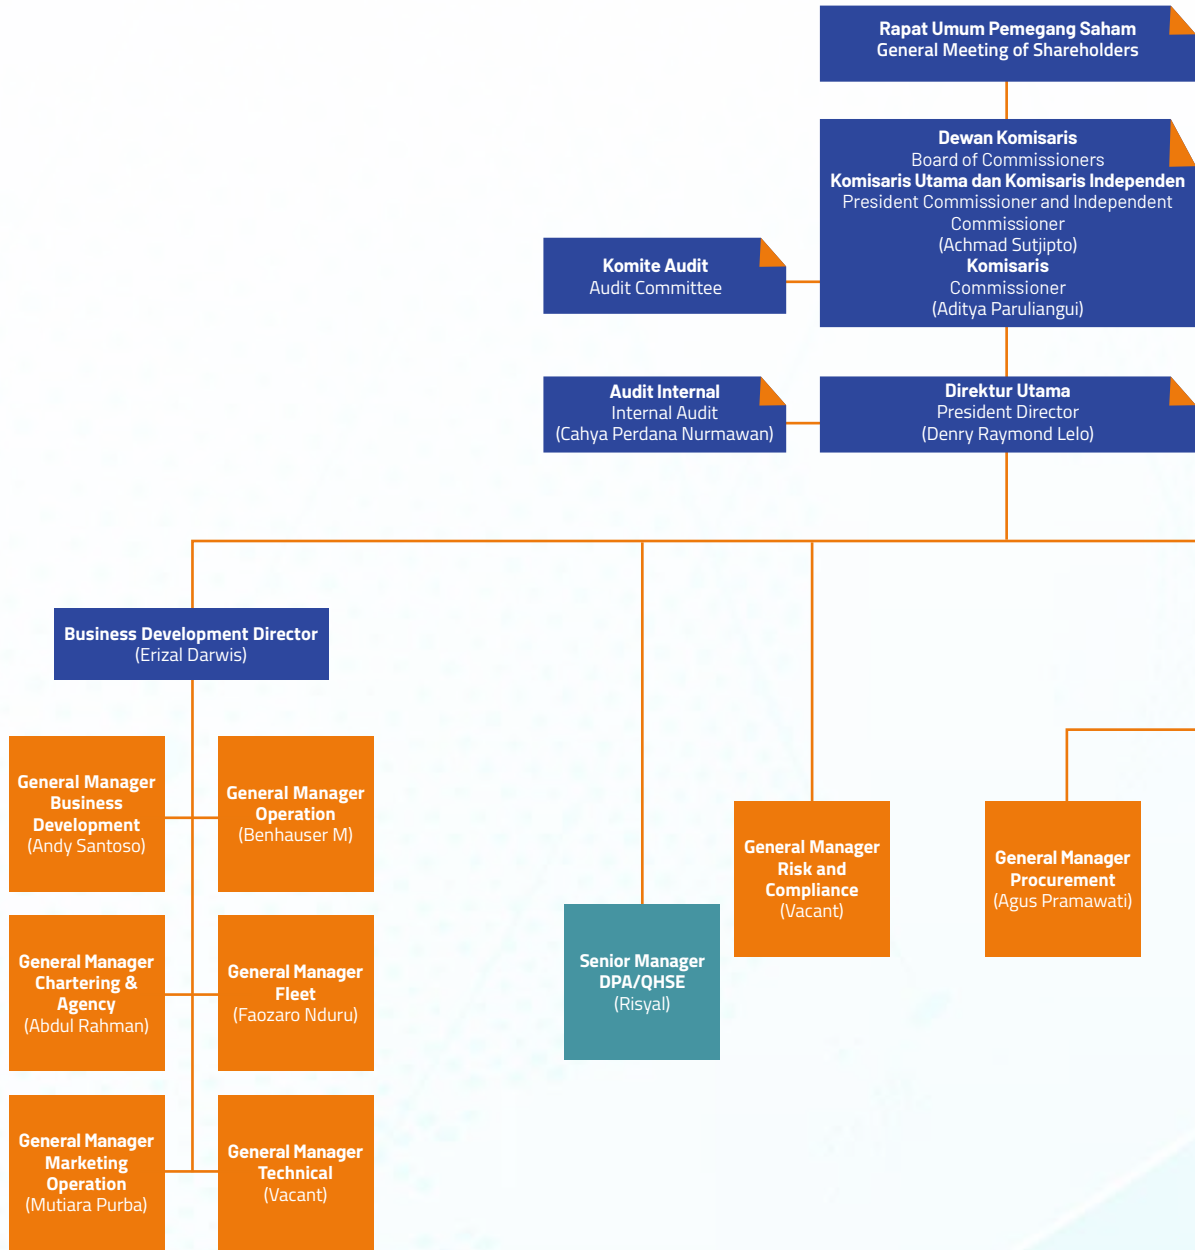 Rapat Umum Pemegang Saham
General Meeting of Shareholders
Dewan Komisaris
Board of Commissioners
Komisaris Utama dan Komisaris Independen
President Commissioner and Independent
Commissioner
(Achmad Sutjipto)
Komisaris
Commissioner
(Aditya Paruliangui)
Komite Audit
Audit Committee
Audit Internal
Internal Audit
(Cahya Perdana Nurmawan)
Direktur Utama
President Director
(Denry Raymond Lelo)
Business Development Director
(Erizal Darwis)
General Manager
Business
Development
(Andy Santoso)
General Manager
Operation
(Benhauser M)
General Manager
Chartering &
Agency
(Abdul Rahman)
General Manager
Fleet
(Faozaro Nduru)
General Manager
Marketing
Operation
(Mutiara Purba)
General Manager
Technical
(Vacant)
Senior Manager
DPA/QHSE
(Risyal)
General Manager
Risk and
Compliance
(Vacant)
General Manager
Procurement
(Agus Pramawati)